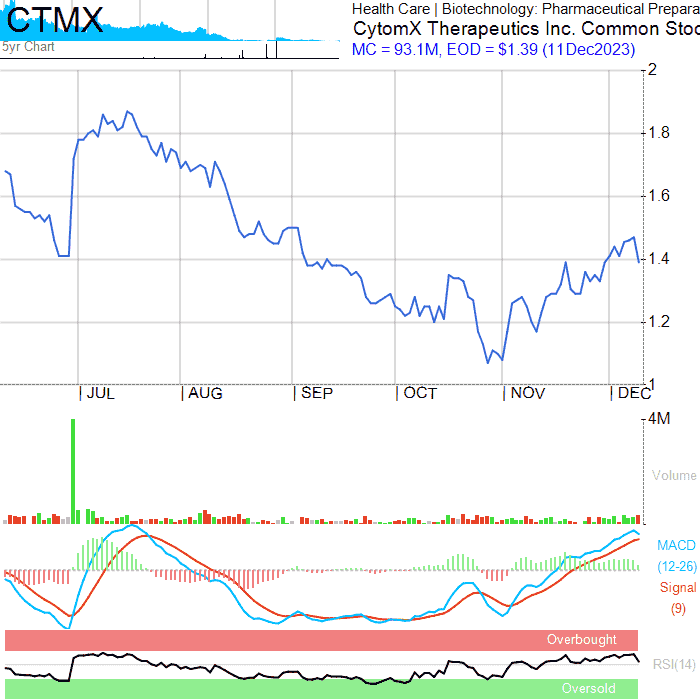 CTMX
5yr Chart
Health Care | Biotechnology: Pharmaceutical Prepara
CytomX Therapeutics Inc. Common Stoc
MC = 93.1M, EOD = $1.39 (11Dec2023)
2
1.8
1.6
1.4
1.2
1
| JUL | AUG | SEP | OCT | NOV | DEC
4M
Volume
MACD
(12-26)
Signal
(9)
Overbought
RSI(14)
Oversold